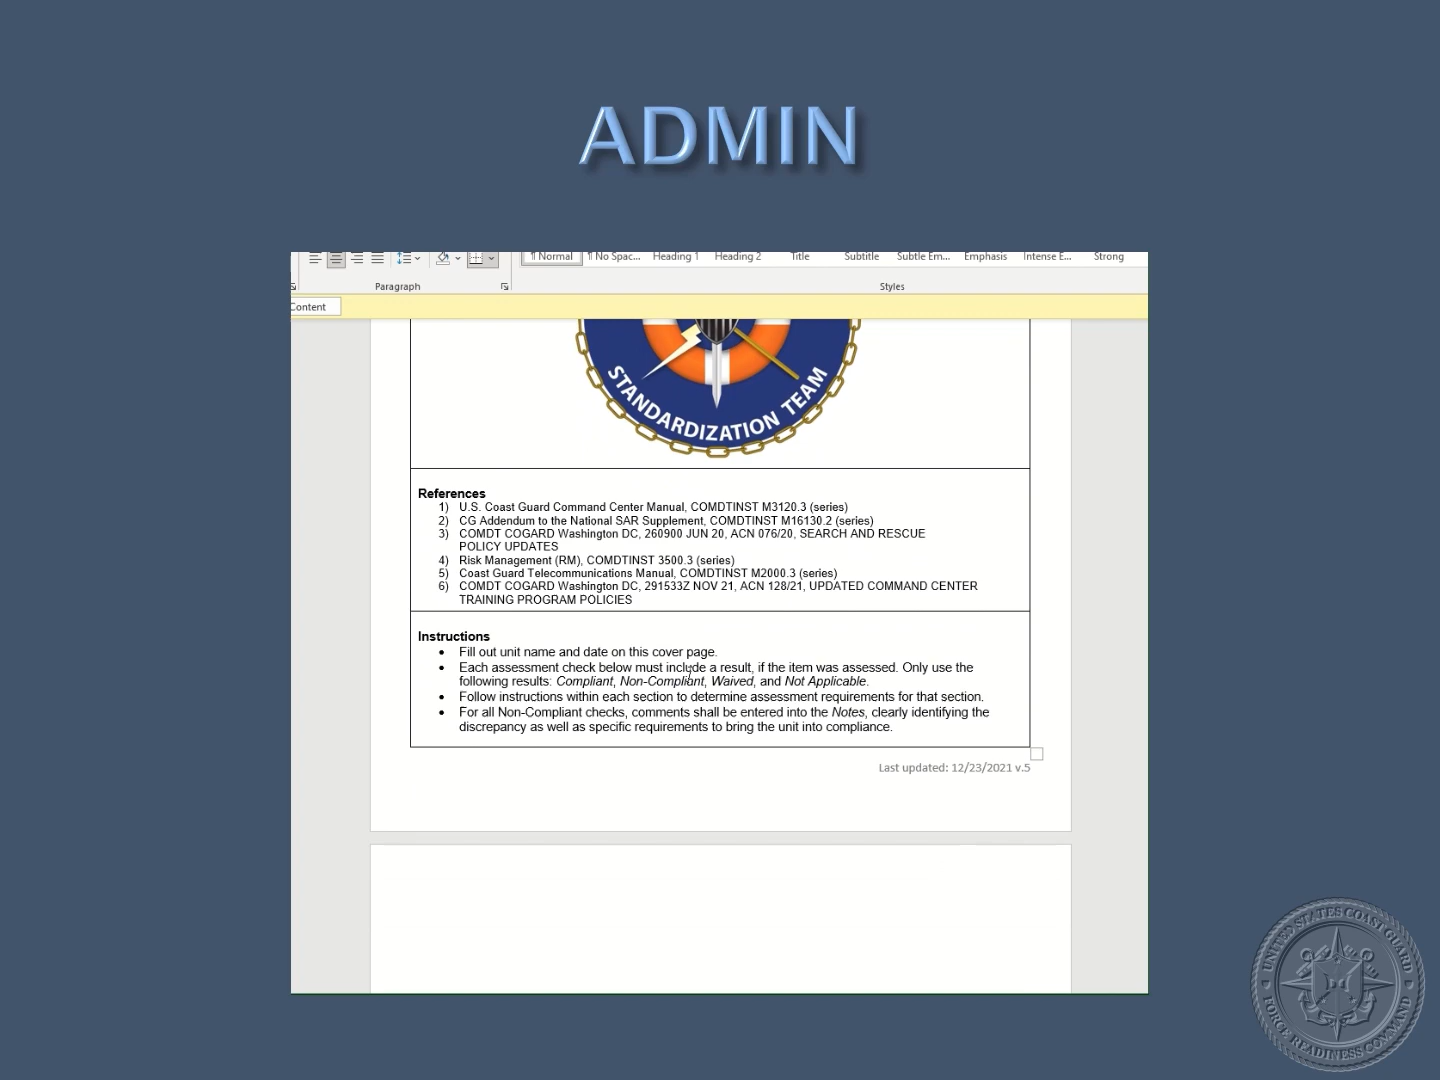 ADMIN
¶ Normal ¶ No Spac... Heading 1 Heading 2 Title Subtitle Subtle Em... Emphasis Intense E... Strong
Paragraph Styles
Content
STANDARDIZATION TEAM
References
1) U.S. Coast Guard Command Center Manual, COMDTINST M3120.3 (series)
2) CG Addendum to the National SAR Supplement, COMDTINST M16130.2 (series)
3) COMDT COGARD Washington DC, 260900 JUN 20, ACN 076/20, SEARCH AND RESCUE
POLICY UPDATES
4) Risk Management (RM), COMDTINST 3500.3 (series)
5) Coast Guard Telecommunications Manual, COMDTINST M2000.3 (series)
6) COMDT COGARD Washington DC, 291533Z NOV 21, ACN 128/21, UPDATED COMMAND CENTER
TRAINING PROGRAM POLICIES
Instructions
• Fill out unit name and date on this cover page.
• Each assessment check below must include a result, if the item was assessed. Only use the
following results: Compliant, Non-Compliant, Waived, and Not Applicable.
• Follow instructions within each section to determine assessment requirements for that section.
• For all Non-Compliant checks, comments shall be entered into the Notes, clearly identifying the
discrepancy as well as specific requirements to bring the unit into compliance.
Last updated: 12/23/2021 v.5
UNITED STATES COAST GUARD
FORCE READINESS COMMAND